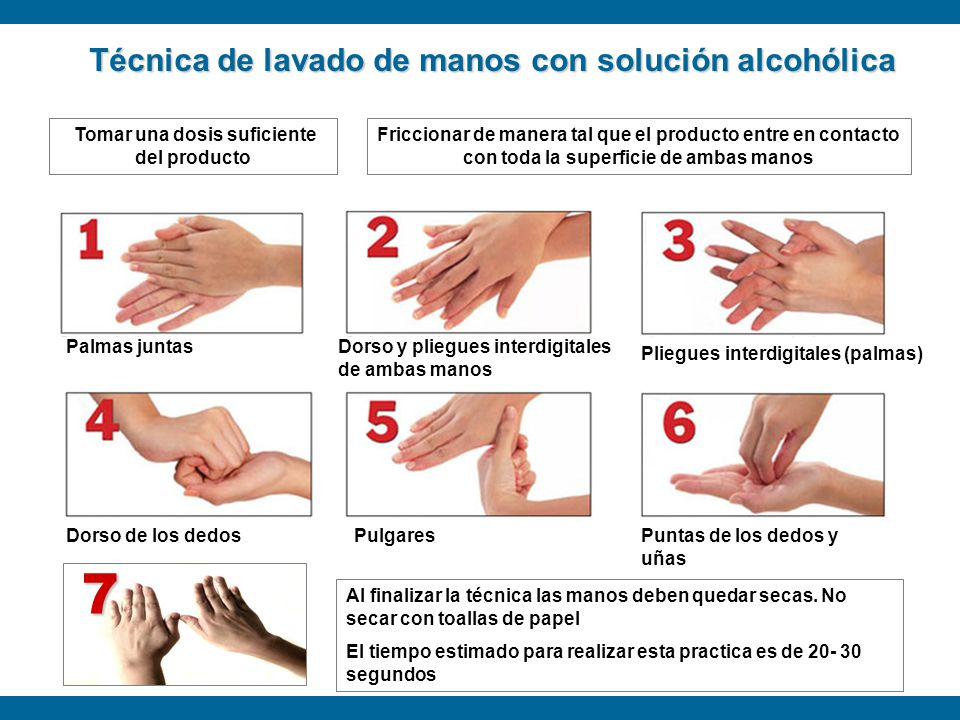 Técnica de lavado de manos con solución alcohólica
Tomar una dosis suficiente
del producto
Friccionar de manera tal que el producto entre en contacto
con toda la superficie de ambas manos
1
2
3
Palmas juntas
Dorso y pliegues interdigitales
de ambas manos
Pliegues interdigitales (palmas)
4
5
6
Dorso de los dedos
Pulgares
Puntas de los dedos y
uñas
7
Al finalizar la técnica las manos deben quedar secas. No
secar con toallas de papel
El tiempo estimado para realizar esta practica es de 20- 30
segundos